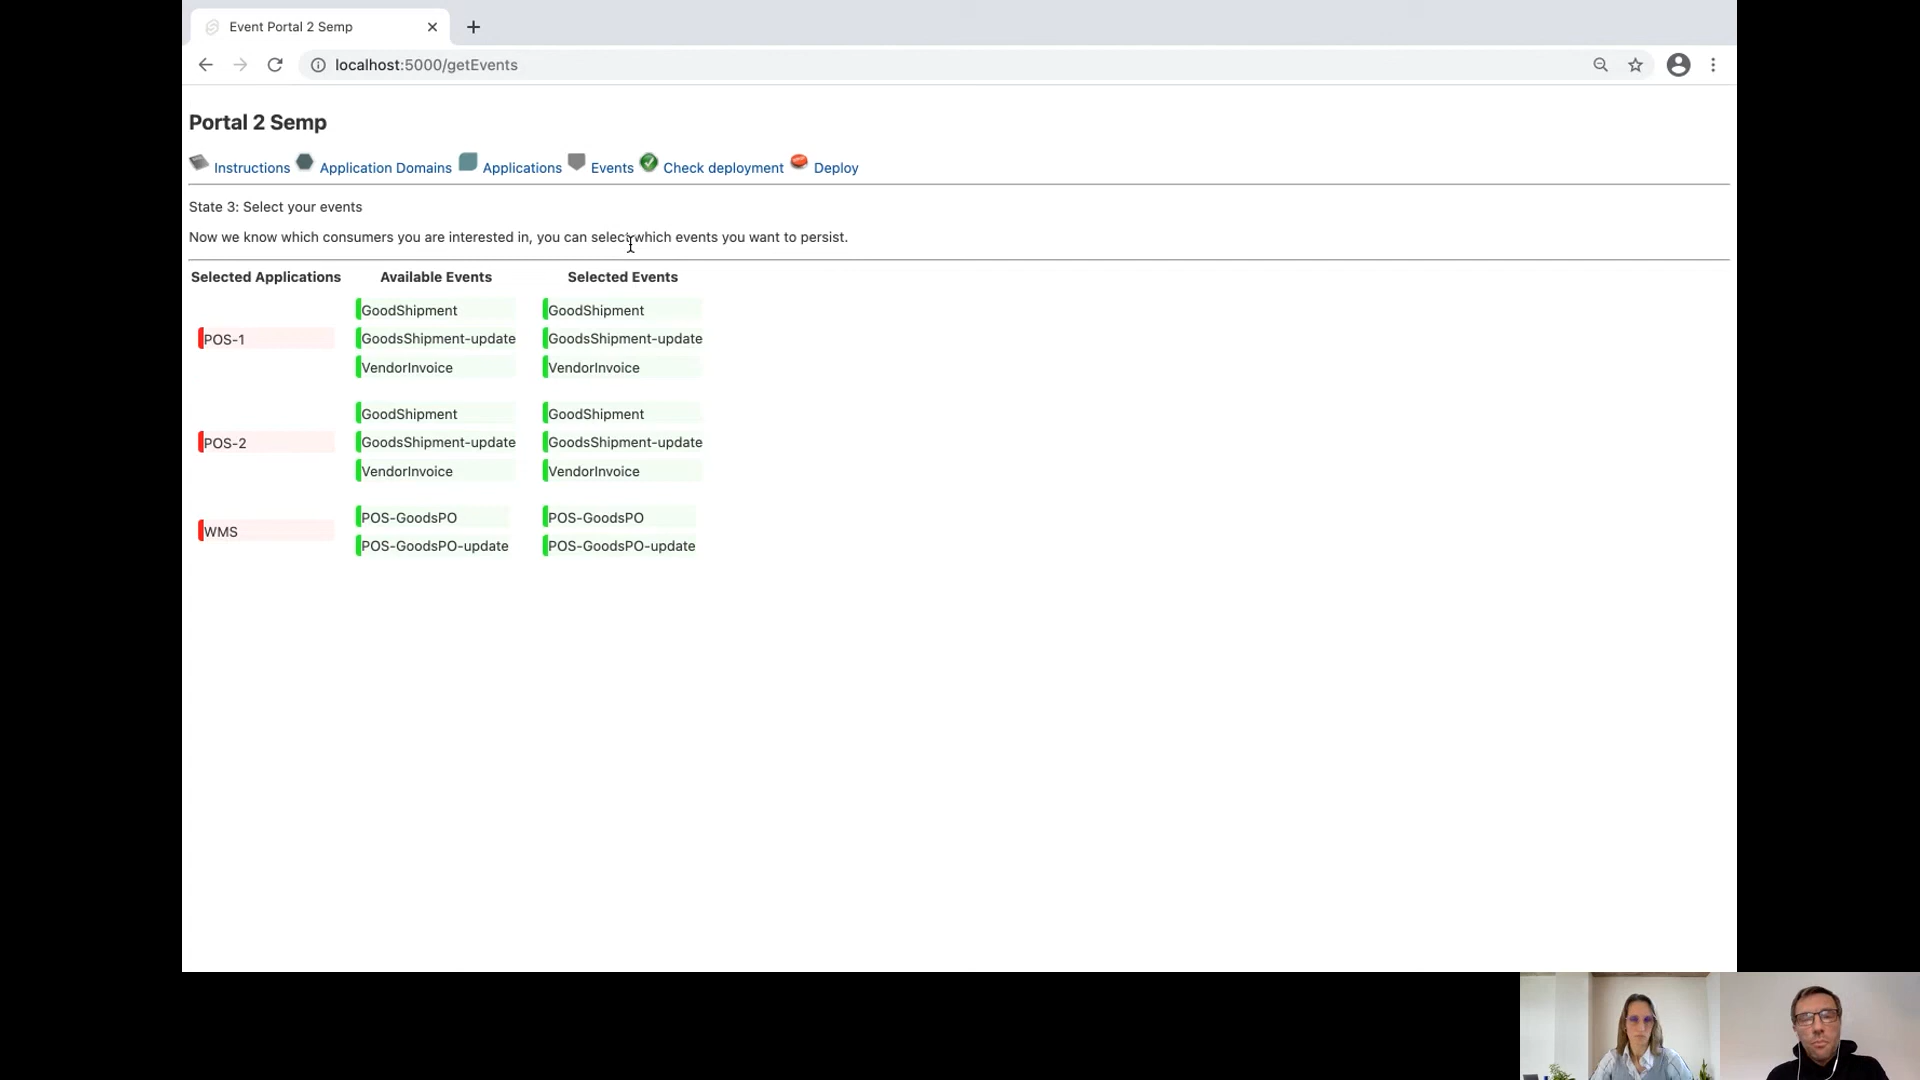 Event Portal 2 Semp
localhost:5000/getEvents
Portal 2 Semp
Instructions Application Domains Applications Events Check deployment Deploy
State 3: Select your events
Now we know which consumers you are interested in, you can select which events you want to persist.
Selected Applications Available Events Selected Events
GoodShipment GoodShipment
POS-1 GoodsShipment-update GoodsShipment-update
VendorInvoice VendorInvoice
GoodShipment GoodShipment
POS-2 GoodsShipment-update GoodsShipment-update
VendorInvoice VendorInvoice
POS-GoodsPO POS-GoodsPO
WMS
POS-GoodsPO-update POS-GoodsPO-update